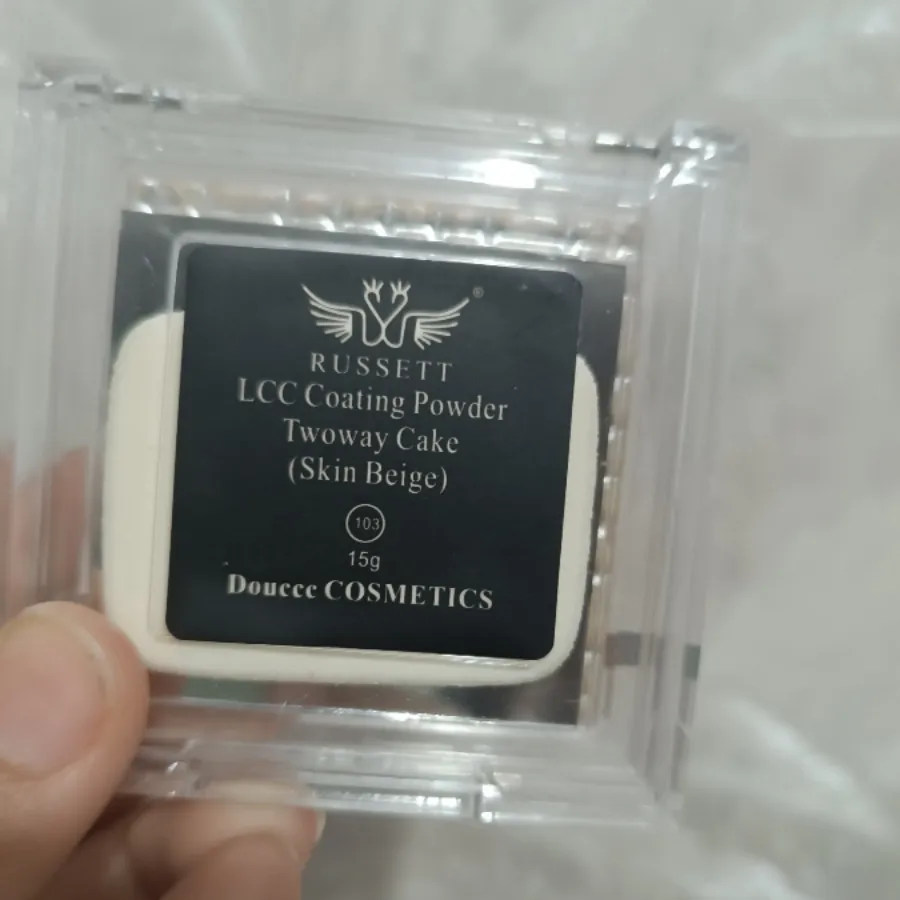 ®
RUSSETT
LCC Coating Powder
Twoway Cake
(Skin Beige)
103
15g
Doucce COSMETICS